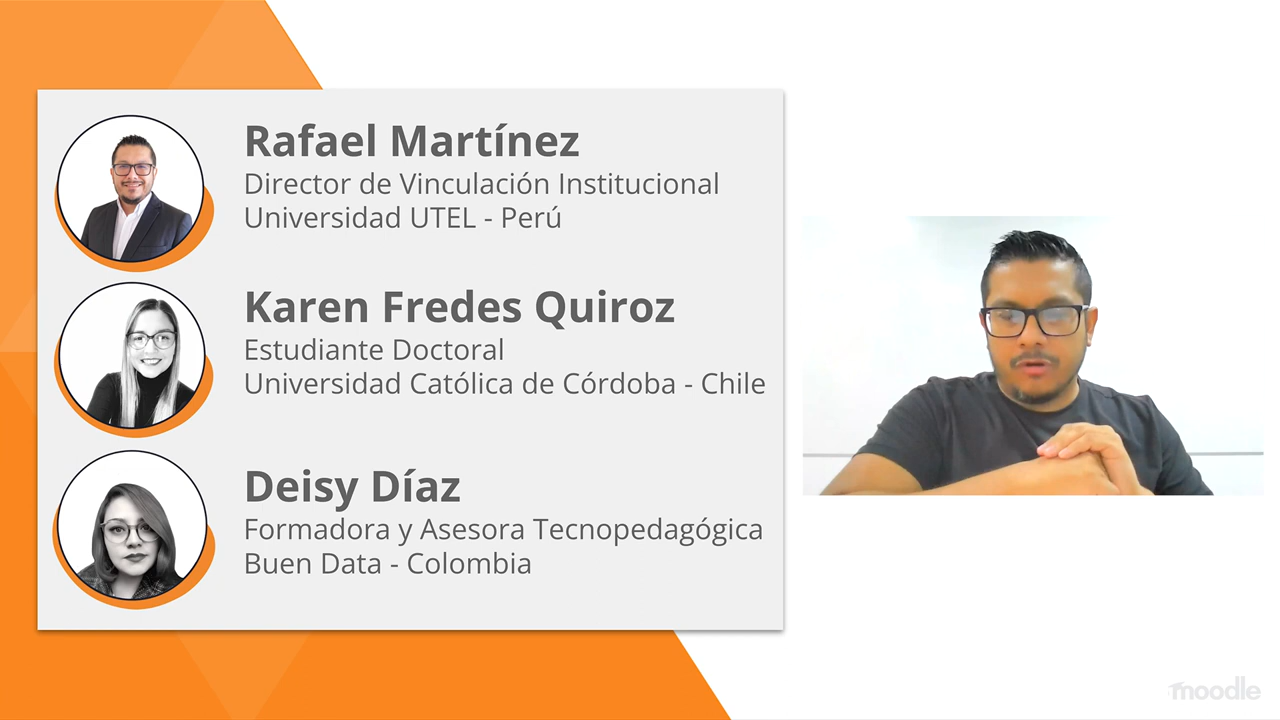 Rafael Martínez
Director de Vinculación Institucional
Universidad UTEL - Perú
Karen Fredes Quiroz
Estudiante Doctoral
Universidad Católica de Córdoba - Chile
Deisy Díaz
Formadora y Asesora Tecnopedagógica
Buen Data - Colombia
moodle